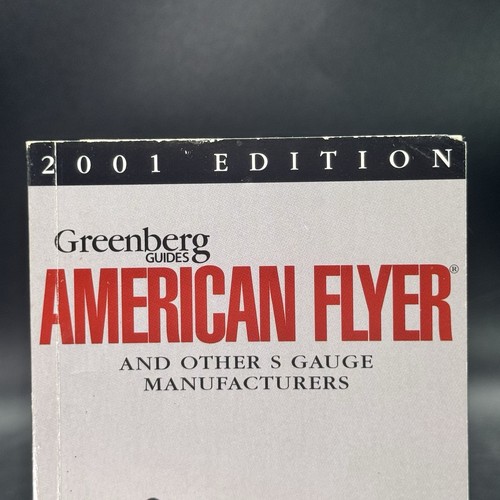 2001 EDITION
Greenberg
GUIDES
AMERICAN FLYER®
AND OTHER S GAUGE
MANUFACTURERS